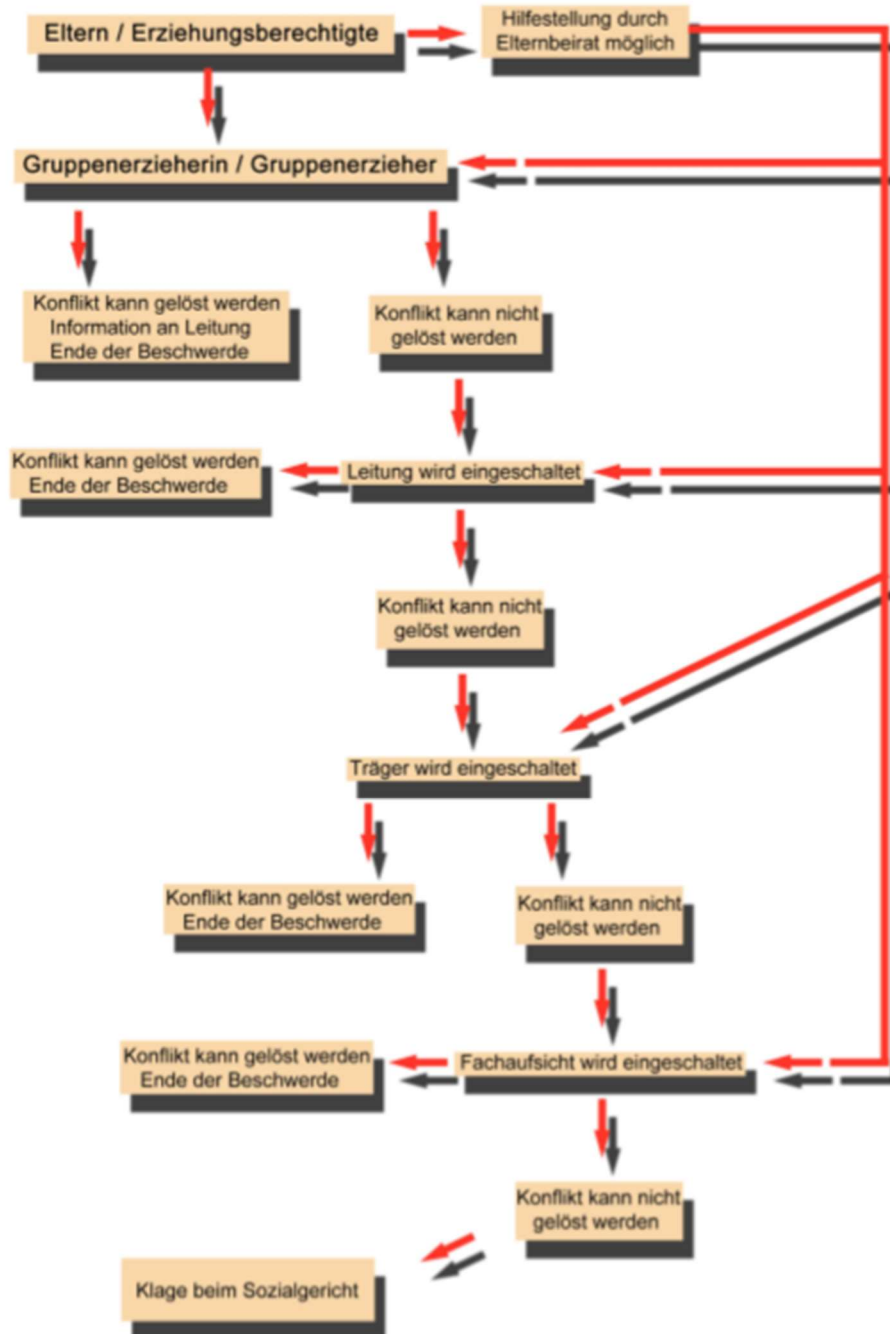 Eltern / Erziehungsberechtigte
Hilfestellung durch
Elternbeirat möglich
Gruppenerzieherin / Gruppenerzieher
Konflikt kann gelöst werden
Information an Leitung
Ende der Beschwerde
Konflikt kann nicht
gelöst werden
Konflikt kann gelöst werden
Ende der Beschwerde
Leitung wird eingeschaltet
Konflikt kann nicht
gelöst werden
Träger wird eingeschaltet
Konflikt kann gelöst werden
Ende der Beschwerde
Konflikt kann nicht
gelöst werden
Konflikt kann gelöst werden
Ende der Beschwerde
Fachaufsicht wird eingeschaltet
Konflikt kann nicht
gelöst werden
Klage beim Sozialgericht